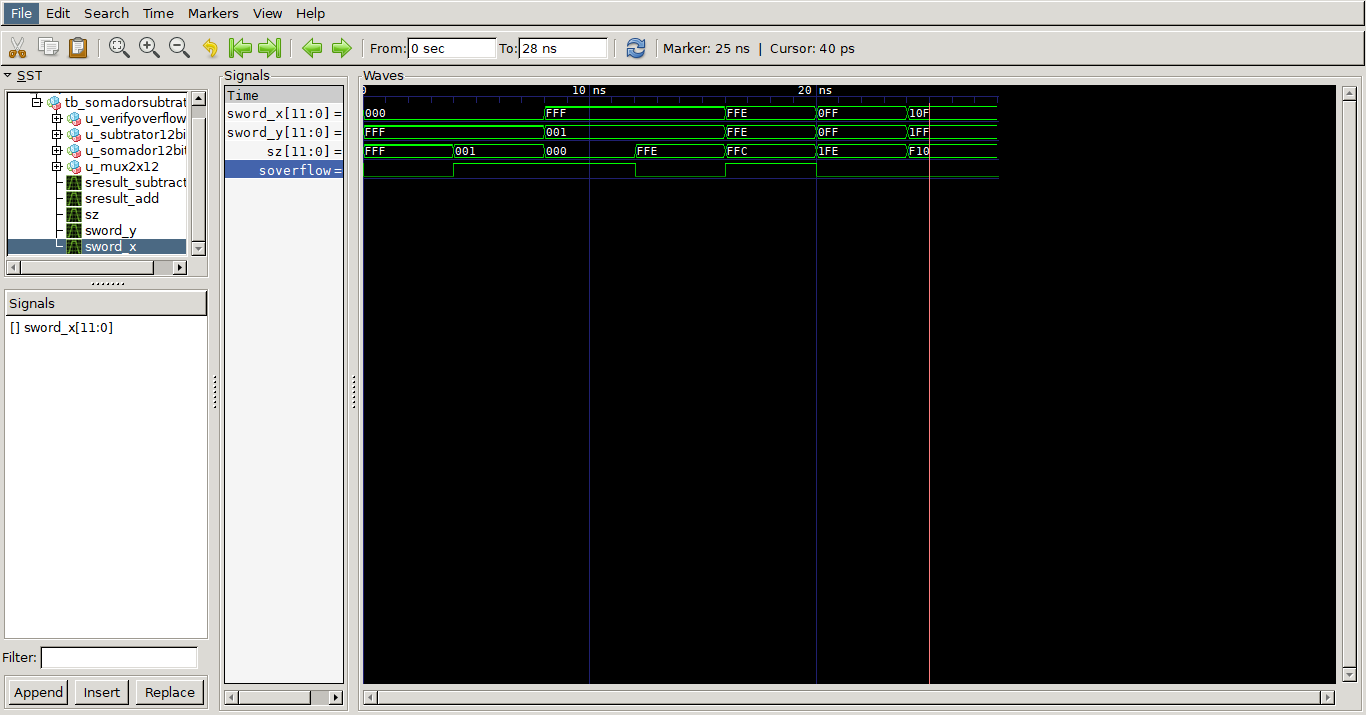 File Edit Search Time Markers View Help
From: 0 sec To: 28 ns Marker: 25 ns | Cursor: 40 ps
SST
tb_somadorsubtrat
u_verifyoverflow
u_subtrator12bi
u_somador12bit
u_mux2x12
sresult_subtract
sresult_add
sz
sword_y
sword_x
Signals
[] sword_x[11:0]
Filter:
Append Insert Replace
Signals
Time
sword_x[11:0] =
sword_y[11:0] =
sz[11:0] =
soverflow =
Waves
0 10 ns 20 ns
000 FFF FFE 0FF 10F
FFF 001 FFE 0FF 1FF
FFF 001 000 FFE FFC 1FE F10